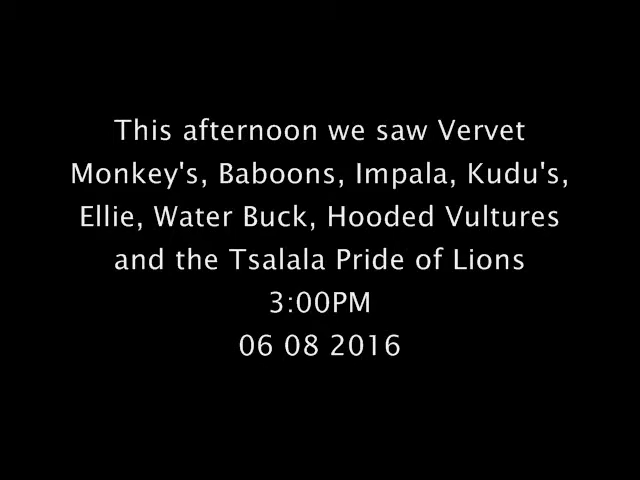 This afternoon we saw Vervet
Monkey's, Baboons, Impala, Kudu's,
Ellie, Water Buck, Hooded Vultures
and the Tsalala Pride of Lions
3:00PM
06 08 2016